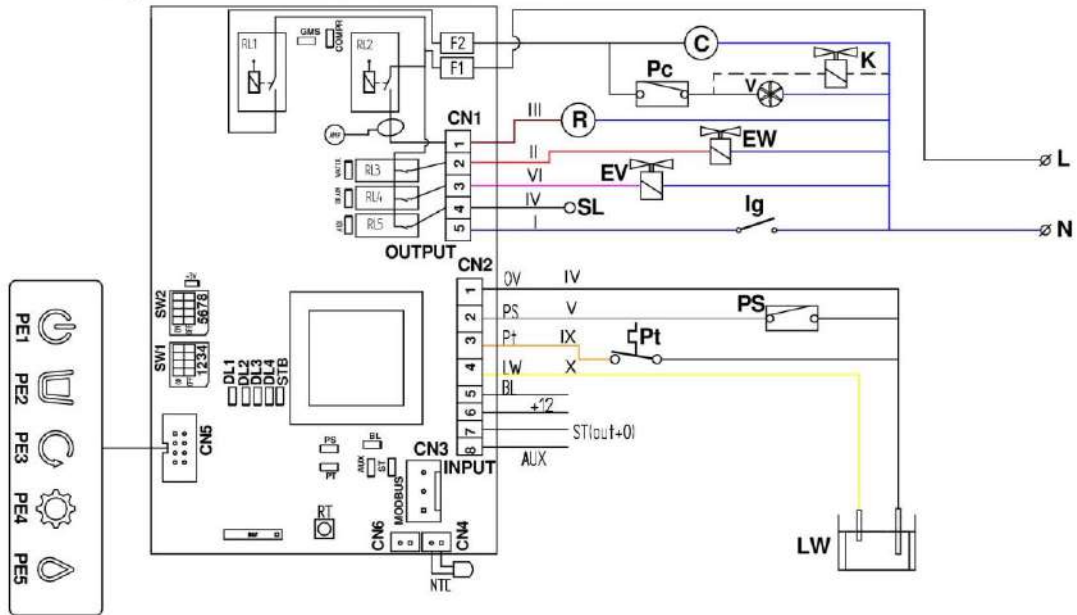 GMS
COMPR
RL1
RL2
F2
F1
C
Pc
V
K
CN1
III
R
EW
II
L
1
2
3
4
5
RL3
RL4
RL5
VI
EV
IV
SL
Ig
I
N
OUTPUT
CN2
OV
IV
PS
V
PS
Pt
IX
Pt
LW
X
BL
+12
ST(out+0)
AUX
1
2
3
4
5
6
7
8
INPUT
SW2
5678
SW1
1234
DL1
DL2
DL3
DL4
STB
PE1
PE2
PE3
PE4
PE5
CN5
PS
BL
PT
AUX
ST
CN3
MODBUS
RT
CN6
CN4
NTC
LW